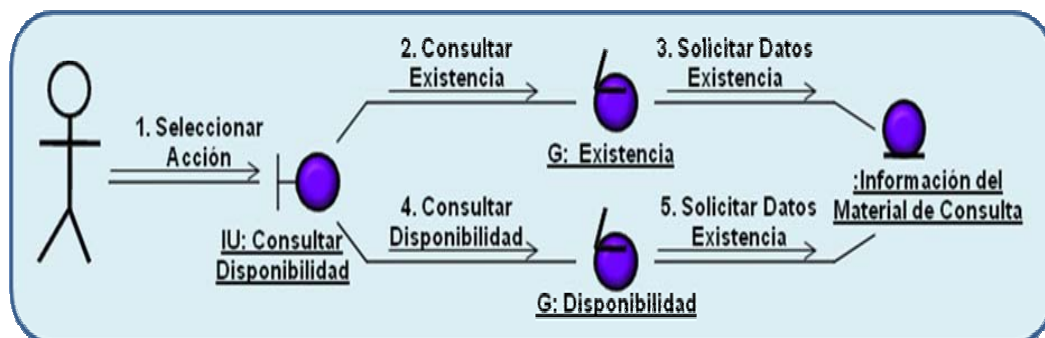 1. Seleccionar
Acción
IU: Consultar
Disponibilidad
2. Consultar
Existencia
G: Existencia
3. Solicitar Datos
Existencia
4. Consultar
Disponibilidad
G: Disponibilidad
5. Solicitar Datos
Existencia
:Información del
Material de Consulta